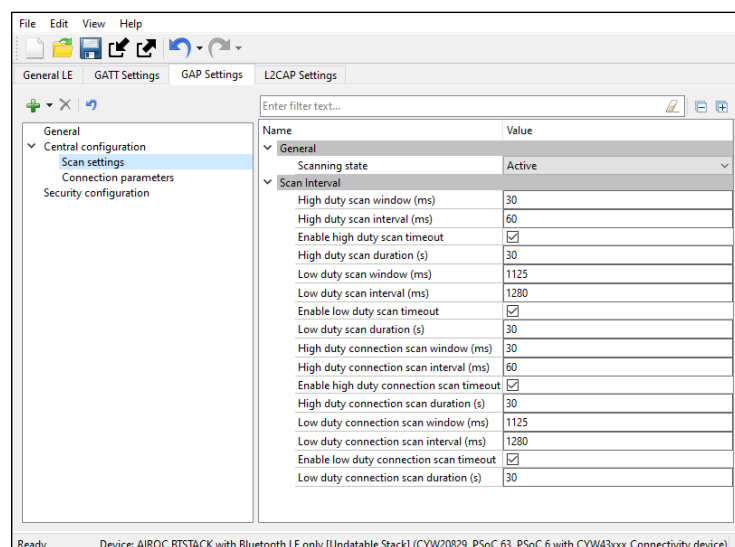 File Edit View Help
General LE GATT Settings GAP Settings L2CAP Settings
Enter filter text...
General
Central configuration
Scan settings
Connection parameters
Security configuration
Name Value
General
Scanning state Active
Scan Interval
High duty scan window (ms) 30
High duty scan interval (ms) 60
Enable high duty scan timeout
High duty scan duration (s) 30
Low duty scan window (ms) 1125
Low duty scan interval (ms) 1280
Enable low duty scan timeout
Low duty scan duration (s) 30
High duty connection scan window (ms) 30
High duty connection scan interval (ms) 60
Enable high duty connection scan timeout
High duty connection scan duration (s) 30
Low duty connection scan window (ms) 1125
Low duty connection scan interval (ms) 1280
Enable low duty connection scan timeout
Low duty connection scan duration (s) 30
Ready Device: AIROC BTSTACK with Bluetooth LE only [Updatable Stack] (CYW20829, PSoC 63, PSoC 6 with CYW43xxx Connectivity device)